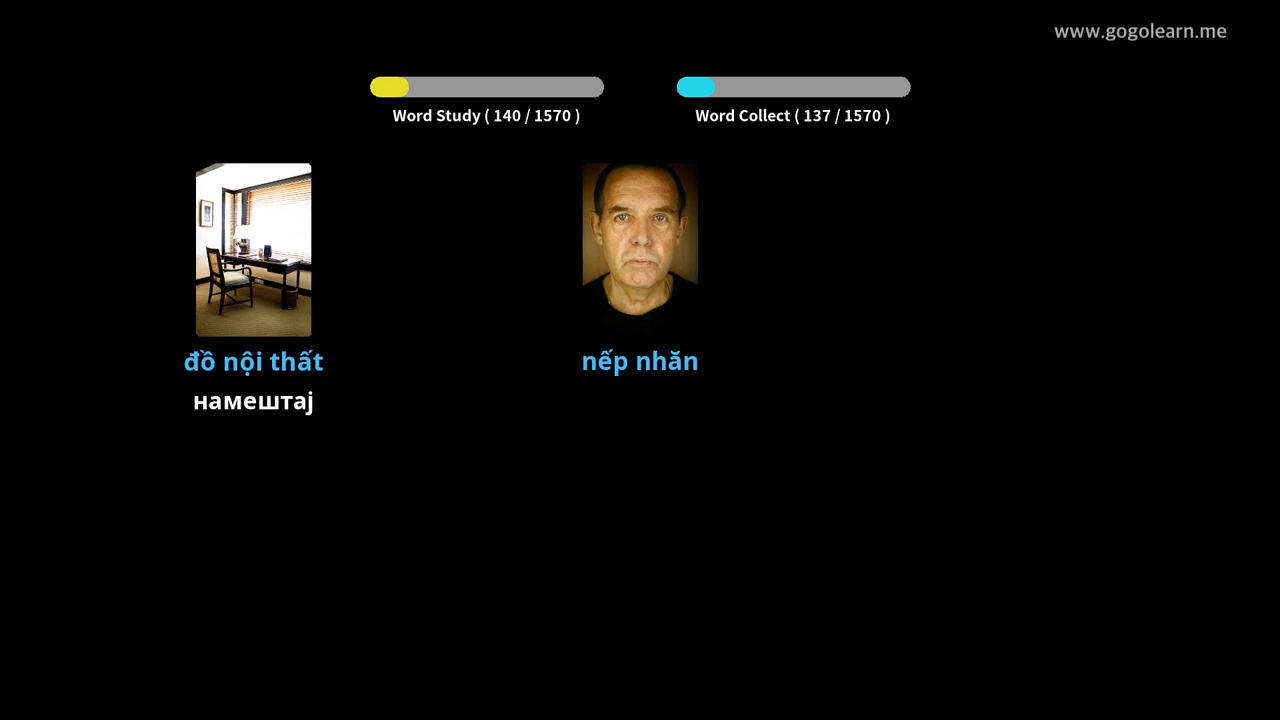 www.gogolearn.me
Word Study ( 140 / 1570 )
Word Collect ( 137 / 1570 )
đồ nội thất
намештај
nếp nhăn